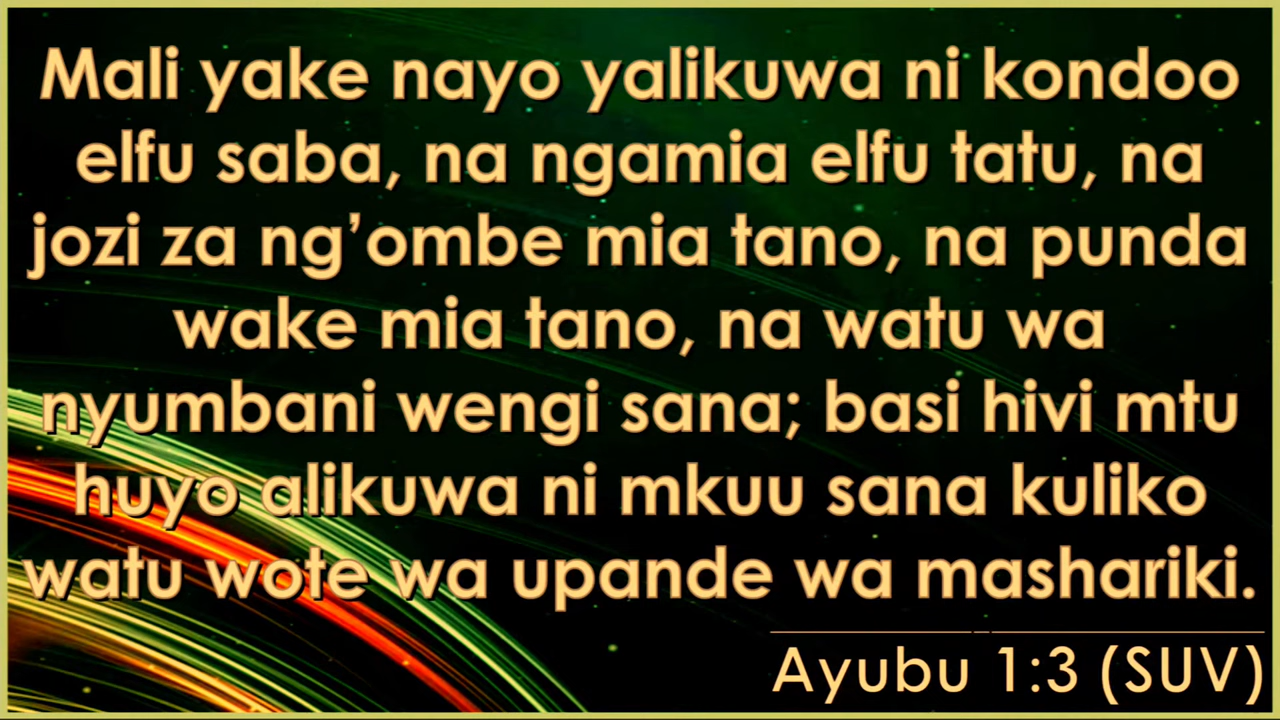 Mali yake nayo yalikuwa ni kondoo
elfu saba, na ngamia elfu tatu, na
jozi za ng’ombe mia tano, na punda
wake mia tano, na watu wa
nyumbani wengi sana; basi hivi mtu
huyo alikuwa ni mkuu sana kuliko
watu wote wa upande wa mashariki.
Ayubu 1:3 (SUV)